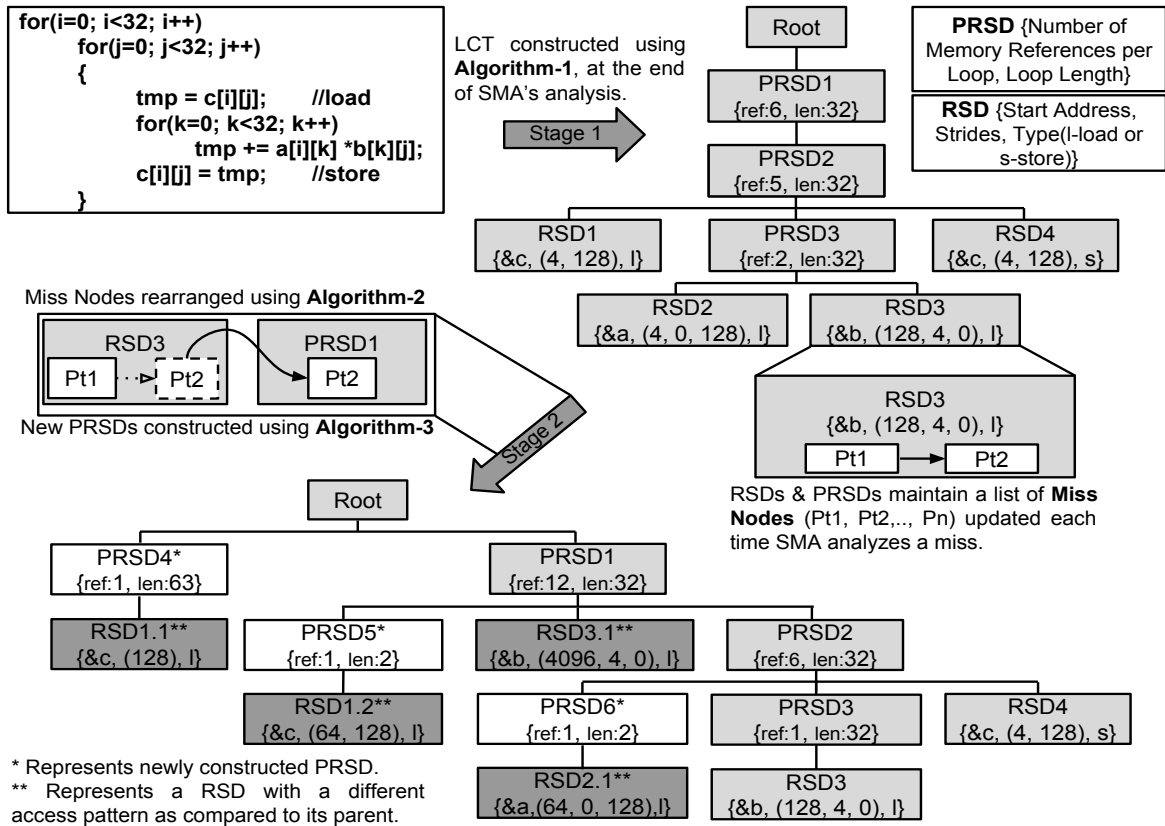 for(i=0; i<32; i++)
for(j=0; j<32; j++)
{
tmp = c[i][j]; //load
for(k=0; k<32; k++)
tmp += a[i][k] *b[k][j];
c[i][j] = tmp; //store
}
LCT constructed using
Algorithm-1, at the end
of SMA's analysis.
Stage 1
Root
PRSD1
{ref:6, len:32}
PRSD2
{ref:5, len:32}
RSD1
{&c, (4, 128), l}
PRSD3
{ref:2, len:32}
RSD4
{&c, (4, 128), s}
RSD2
{&a, (4, 0, 128), l}
RSD3
{&b, (128, 4, 0), l}
PRSD {Number of
Memory References
per Loop, Loop Length}
RSD {Start Address,
Strides, Type(l-load or
s-store)}
RSD3
{&b, (128, 4, 0), l}
Pt1
Pt2
RSDs & PRSDs maintain a list of Miss
Nodes (Pt1, Pt2,.., Pn) updated each
time SMA analyzes a miss.
Miss Nodes rearranged using Algorithm-2
RSD3
Pt1
Pt2
PRSD1
Pt2
New PRSDs constructed using Algorithm-3
Stage 2
Root
PRSD4*
{ref:1, len:63}
PRSD1
{ref:12, len:32}
RSD1.1**
{&c, (128), l}
PRSD5*
{ref:1, len:2}
RSD3.1**
{&b, (4096, 4, 0), l}
PRSD2
{ref:6, len:32}
RSD1.2**
{&c, (64, 128), l}
PRSD6*
{ref:1, len:2}
PRSD3
{ref:1, len:32}
RSD4
{&c, (4, 128), s}
RSD2.1**
{&a,(64, 0, 128),l}
RSD3
{&b, (128, 4, 0), l}
* Represents newly constructed PRSD.
** Represents a RSD with a different
access pattern as compared to its parent.